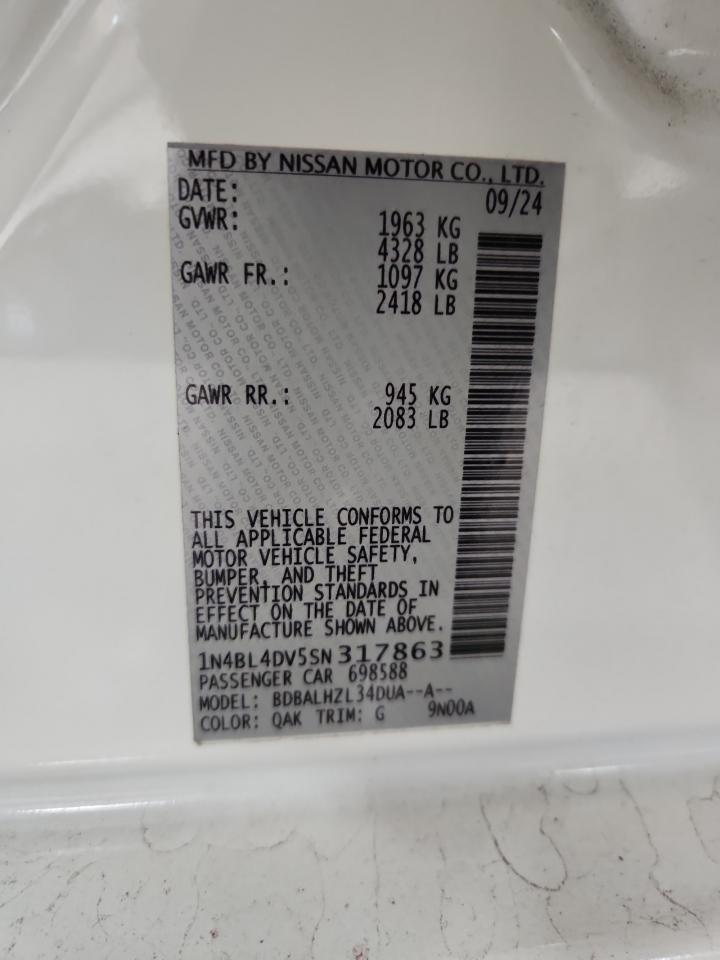 MFD BY NISSAN MOTOR CO., LTD.
DATE: 09/24
GVWR: 1963 KG
4328 LB
GAWR FR.: 1097 KG
2418 LB
GAWR RR.: 945 KG
2083 LB
THIS VEHICLE CONFORMS TO
ALL APPLICABLE FEDERAL
MOTOR VEHICLE SAFETY,
BUMPER, AND THEFT
PREVENTION STANDARDS IN
EFFECT ON THE DATE OF
MANUFACTURE SHOWN ABOVE.
1N4BL4DV5SN317863
PASSENGER CAR 698588
MODEL: BDBALHZL34DUA--A--
COLOR: QAK TRIM: G 9N00A